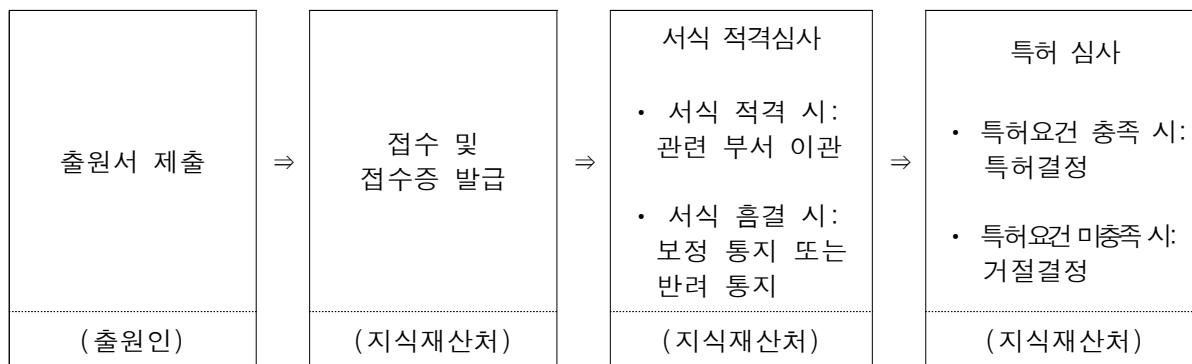 출원서 제출
(출원인)
⇒
접수 및
접수증 발급
(지식재산처)
⇒
서식 적격심사
• 서식 적격 시:
관련 부서 이관
• 서식 흠결 시:
보정 통지 또는
반려 통지
(지식재산처)
⇒
특허 심사
• 특허요건 충족 시:
특허결정
• 특허요건 미충족 시:
거절결정
(지식재산처)